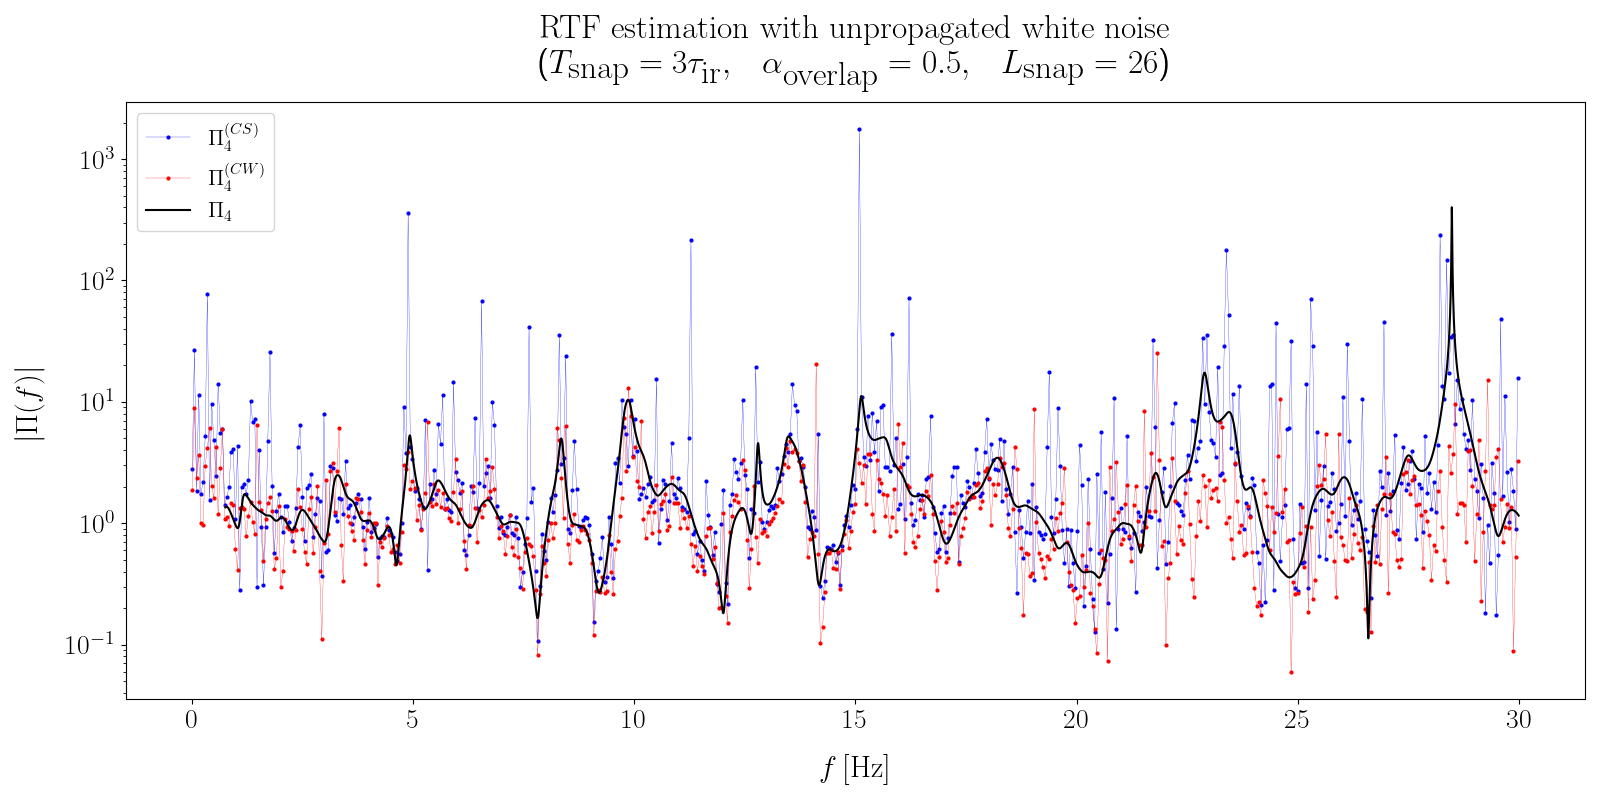 RTF estimation with unpropagated white noise
(T_snap = 3τ_ir, α_overlap = 0.5, L_snap = 26)
Π_4^(CS)
Π_4^(CW)
Π_4
|Π(f)|
10^3
10^2
10^1
10^0
10^−1
0 5 10 15 20 25 30
f [Hz]